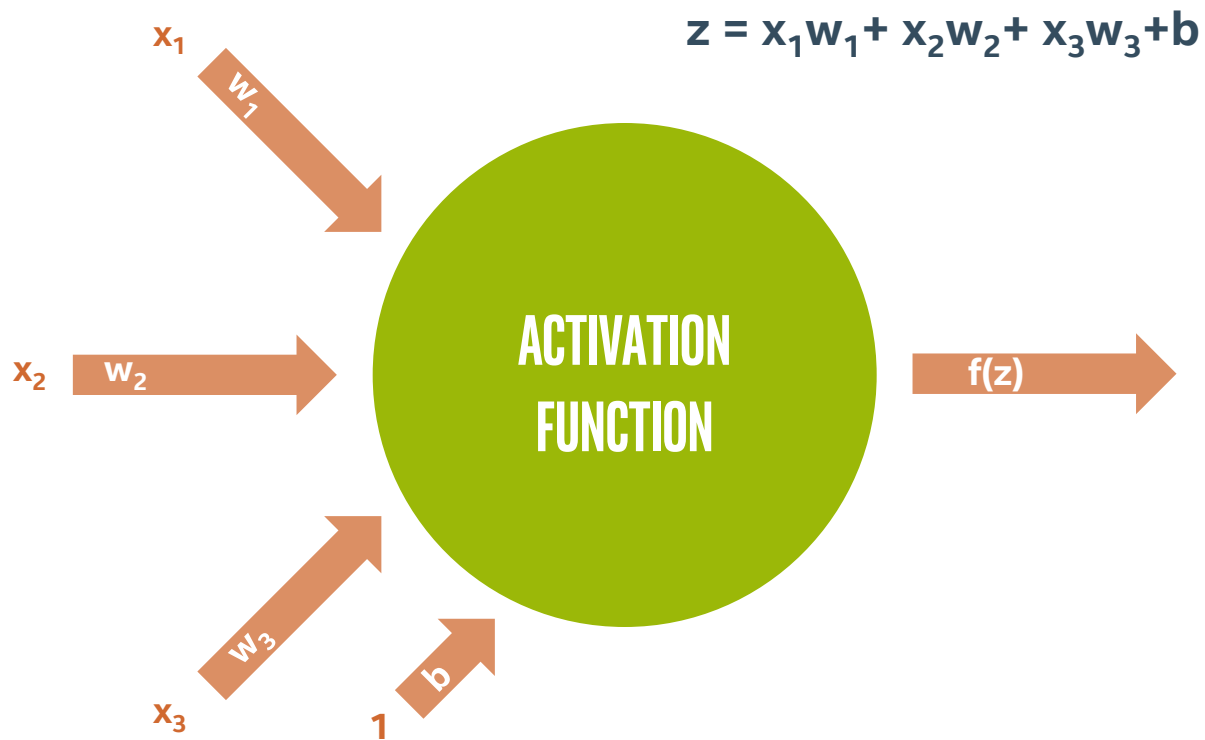 x₁
z = x₁w₁+ x₂w₂+ x₃w₃+b
w₁
ACTIVATION
FUNCTION
x₂
w₂
f(z)
w₃
b
x₃
1